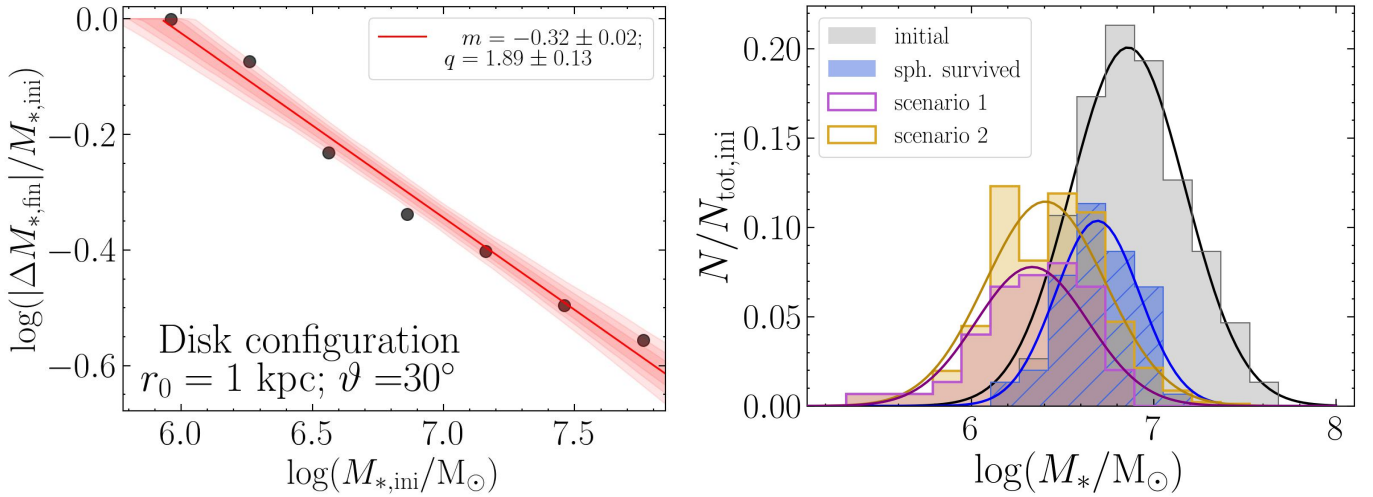 log(|ΔM∗,fin|/M∗,ini)
0.0
−0.2
−0.4
−0.6
m = −0.32 ± 0.02;
q = 1.89 ± 0.13
Disk configuration
r₀ = 1 kpc; ϑ =30°
6.0 6.5 7.0 7.5
log(M∗,ini/M⊙)
N/Ntot,ini
0.20
0.15
0.10
0.05
0.00
initial
sph. survived
scenario 1
scenario 2
6 7 8
log(M∗/M⊙)